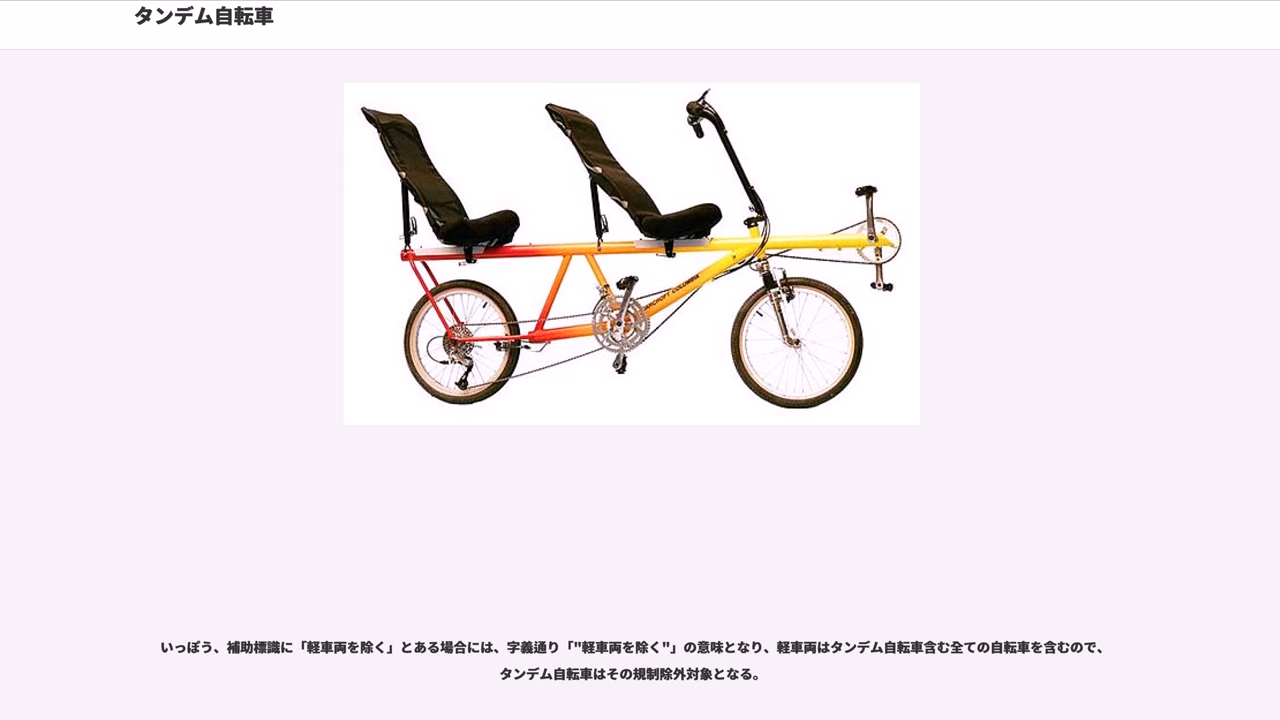 タンデム自転車
いっぽう、補助標識に「軽車両を除く」とある場合には、字義通り「"軽車両を除く"」の意味となり、軽車両はタンデム自転車含む全ての自転車を含むので、
タンデム自転車はその規制除外対象となる。